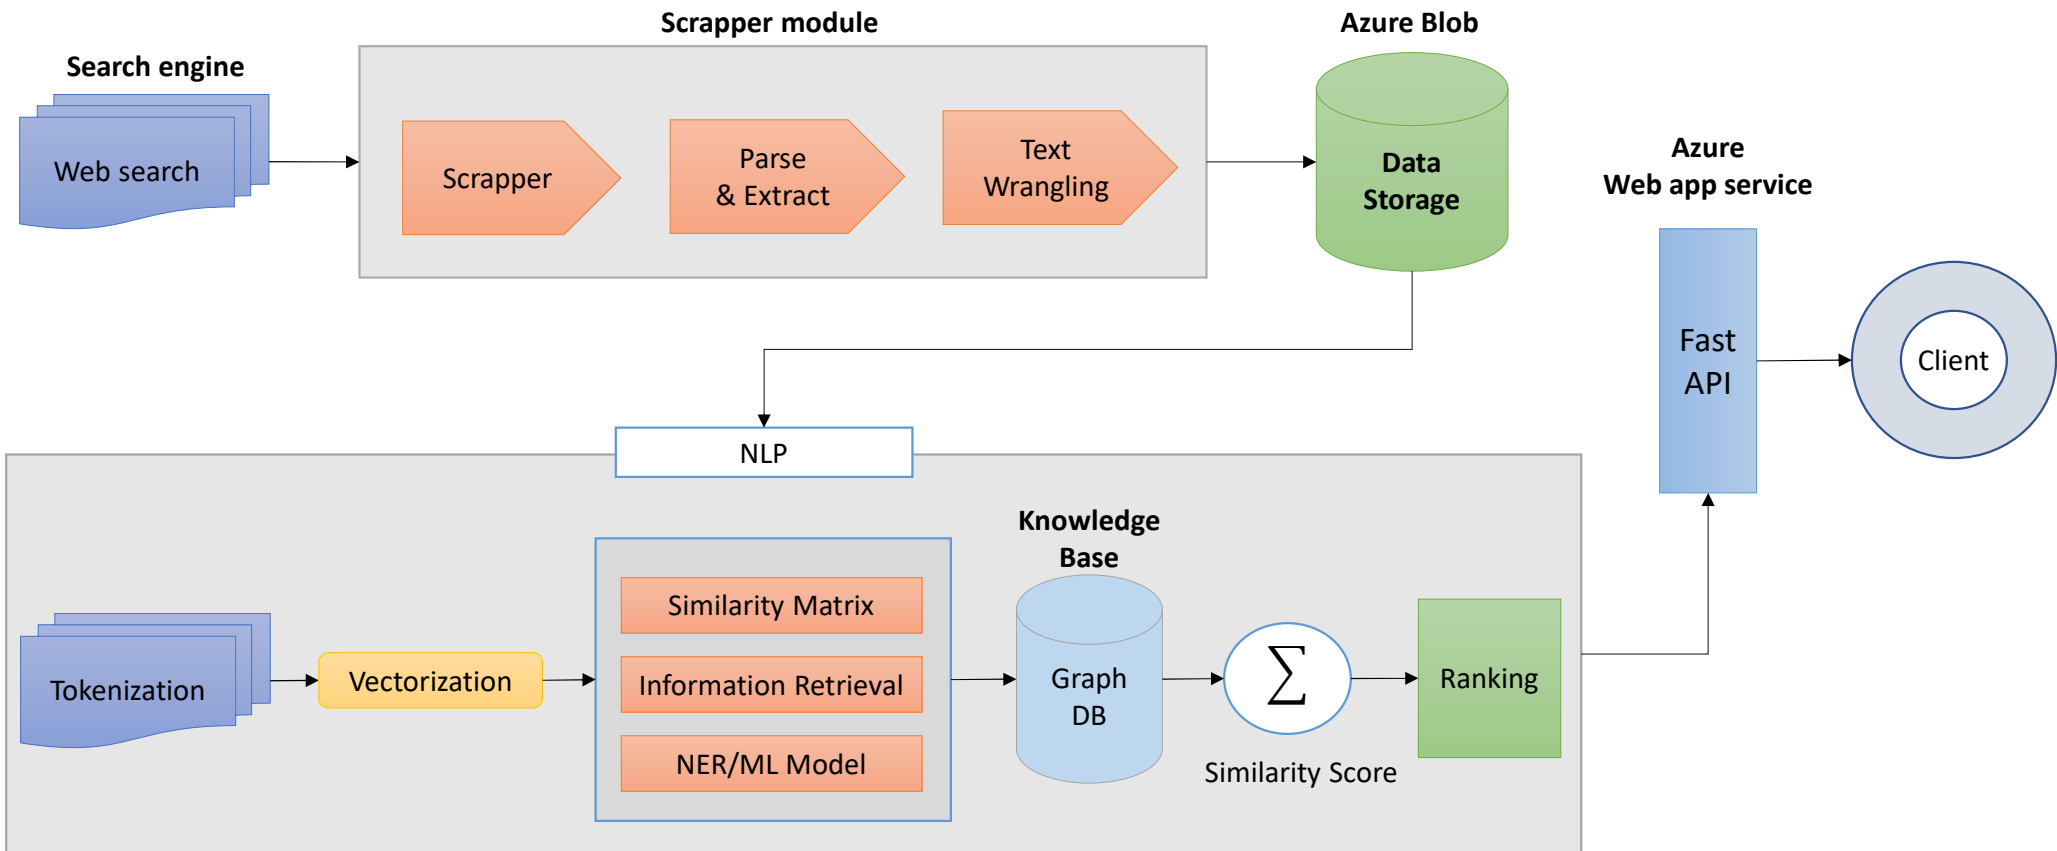 Scrapper module
Azure Blob
Search engine
Web search
Scrapper
Parse
& Extract
Text
Wrangling
Data
Storage
Azure
Web app service
Fast
API
Client
NLP
Knowledge
Base
Tokenization
Vectorization
Similarity Matrix
Information Retrieval
NER/ML Model
Graph
DB
∑
Similarity Score
Ranking